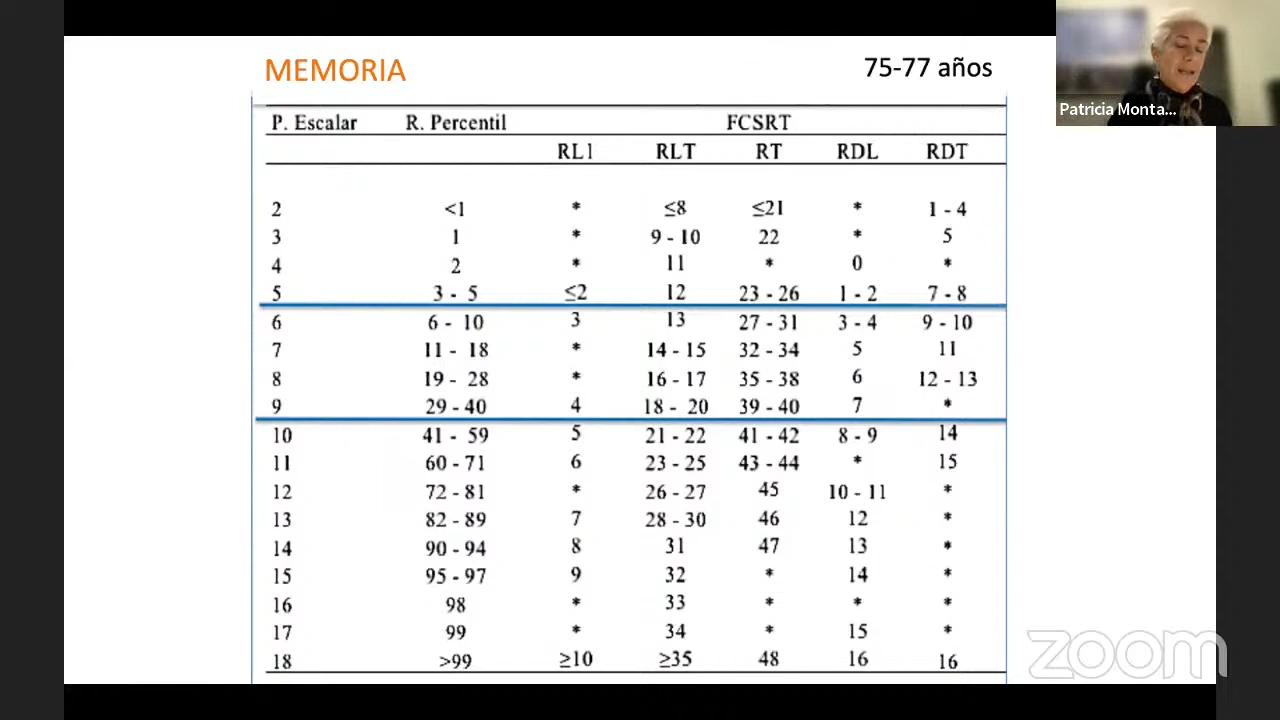 MEMORIA
75-77 años
Patricia Monta...
P. Escalar R. Percentil FCSRT
RL1 RLT RT RDL RDT
2 <1 * ≤8 ≤21 * 1 - 4
3 1 * 9 - 10 22 * 5
4 2 * 11 * 0 *
5 3 - 5 ≤2 12 23 - 26 1 - 2 7 - 8
6 6 - 10 3 13 27 - 31 3 - 4 9 - 10
7 11 - 18 * 14 - 15 32 - 34 5 11
8 19 - 28 * 16 - 17 35 - 38 6 12 - 13
9 29 - 40 4 18 - 20 39 - 40 7 *
10 41 - 59 5 21 - 22 41 - 42 8 - 9 14
11 60 - 71 6 23 - 25 43 - 44 * 15
12 72 - 81 * 26 - 27 45 10 - 11 *
13 82 - 89 7 28 - 30 46 12 *
14 90 - 94 8 31 47 13 *
15 95 - 97 9 32 * 14 *
16 98 * 33 * * *
17 99 * 34 * 15 *
18 >99 ≥10 ≥35 48 16 16
zoom